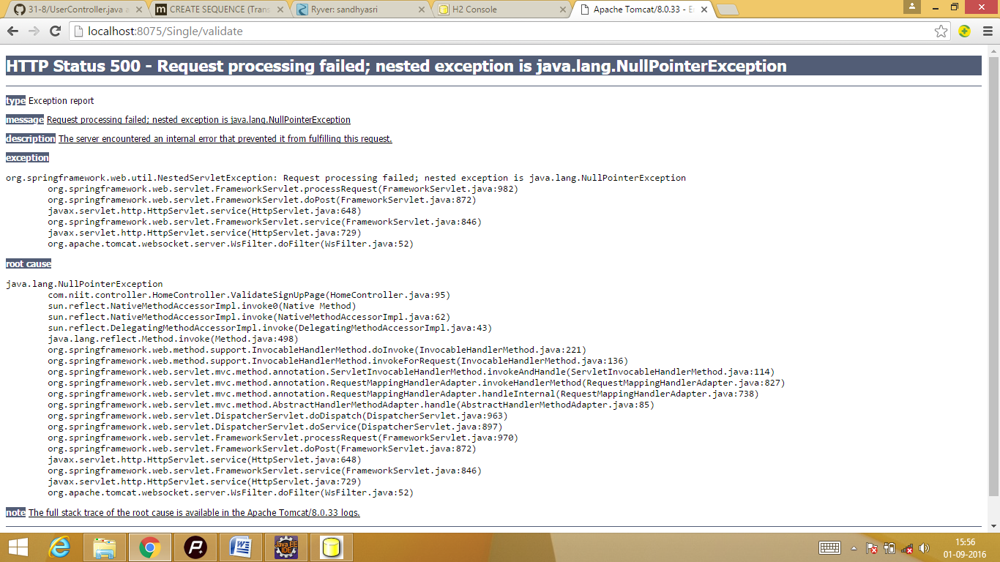 31-8/UserController.java a
CREATE SEQUENCE (Trans
Ryver: sandhyasri
H2 Console
Apache Tomcat/8.0.33 - E
localhost:8075/Single/validate
HTTP Status 500 - Request processing failed; nested exception is java.lang.NullPointerException
type Exception report
message Request processing failed; nested exception is java.lang.NullPointerException
description The server encountered an internal error that prevented it from fulfilling this request.
exception
org.springframework.web.util.NestedServletException: Request processing failed; nested exception is java.lang.NullPointerException
org.springframework.web.servlet.FrameworkServlet.processRequest(FrameworkServlet.java:982)
org.springframework.web.servlet.FrameworkServlet.doPost(FrameworkServlet.java:872)
javax.servlet.http.HttpServlet.service(HttpServlet.java:648)
org.springframework.web.servlet.FrameworkServlet.service(FrameworkServlet.java:846)
javax.servlet.http.HttpServlet.service(HttpServlet.java:729)
org.apache.tomcat.websocket.server.WsFilter.doFilter(WsFilter.java:52)
root cause
java.lang.NullPointerException
com.niit.controller.HomeController.ValidateSignUpPage(HomeController.java:95)
sun.reflect.NativeMethodAccessorImpl.invoke0(Native Method)
sun.reflect.NativeMethodAccessorImpl.invoke(NativeMethodAccessorImpl.java:62)
sun.reflect.DelegatingMethodAccessorImpl.invoke(DelegatingMethodAccessorImpl.java:43)
java.lang.reflect.Method.invoke(Method.java:498)
org.springframework.web.method.support.InvocableHandlerMethod.doInvoke(InvocableHandlerMethod.java:221)
org.springframework.web.method.support.InvocableHandlerMethod.invokeForRequest(InvocableHandlerMethod.java:136)
org.springframework.web.servlet.mvc.method.annotation.ServletInvocableHandlerMethod.invokeAndHandle(ServletInvocableHandlerMethod.java:114)
org.springframework.web.servlet.mvc.method.annotation.RequestMappingHandlerAdapter.invokeHandlerMethod(RequestMappingHandlerAdapter.java:827)
org.springframework.web.servlet.mvc.method.annotation.RequestMappingHandlerAdapter.handleInternal(RequestMappingHandlerAdapter.java:738)
org.springframework.web.servlet.mvc.method.AbstractHandlerMethodAdapter.handle(AbstractHandlerMethodAdapter.java:85)
org.springframework.web.servlet.DispatcherServlet.doDispatch(DispatcherServlet.java:963)
org.springframework.web.servlet.DispatcherServlet.doService(DispatcherServlet.java:897)
org.springframework.web.servlet.FrameworkServlet.processRequest(FrameworkServlet.java:970)
org.springframework.web.servlet.FrameworkServlet.doPost(FrameworkServlet.java:872)
javax.servlet.http.HttpServlet.service(HttpServlet.java:648)
org.springframework.web.servlet.FrameworkServlet.service(FrameworkServlet.java:846)
javax.servlet.http.HttpServlet.service(HttpServlet.java:729)
org.apache.tomcat.websocket.server.WsFilter.doFilter(WsFilter.java:52)
note The full stack trace of the root cause is available in the Apache Tomcat/8.0.33 logs.
Java EE
IDE
15:56
01-09-2016